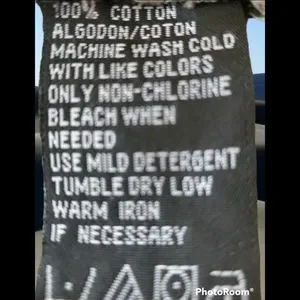 100% COTTON
ALGODON/COTON
MACHINE WASH COLD
WITH LIKE COLORS
ONLY NON-CHLORINE
BLEACH WHEN
NEEDED
USE MILD DETERGENT
TUMBLE DRY LOW
WARM IRON
IF NECESSARY
PhotoRoom®